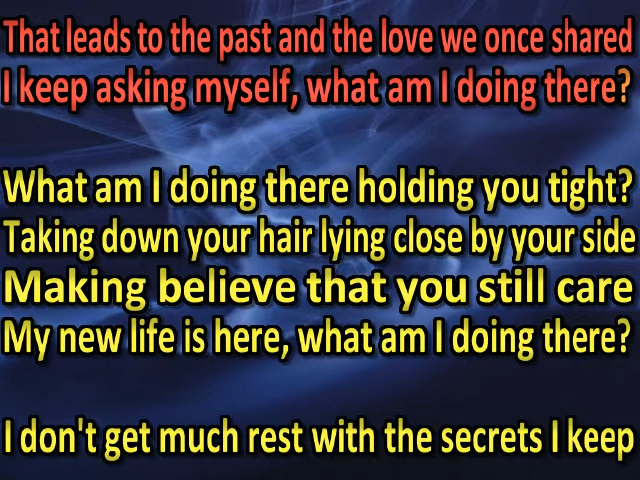 That leads to the past and the love we once shared
I keep asking myself, what am I doing there?
What am I doing there holding you tight?
Taking down your hair lying close by your side
Making believe that you still care
My new life is here, what am I doing there?
I don't get much rest with the secrets I keep